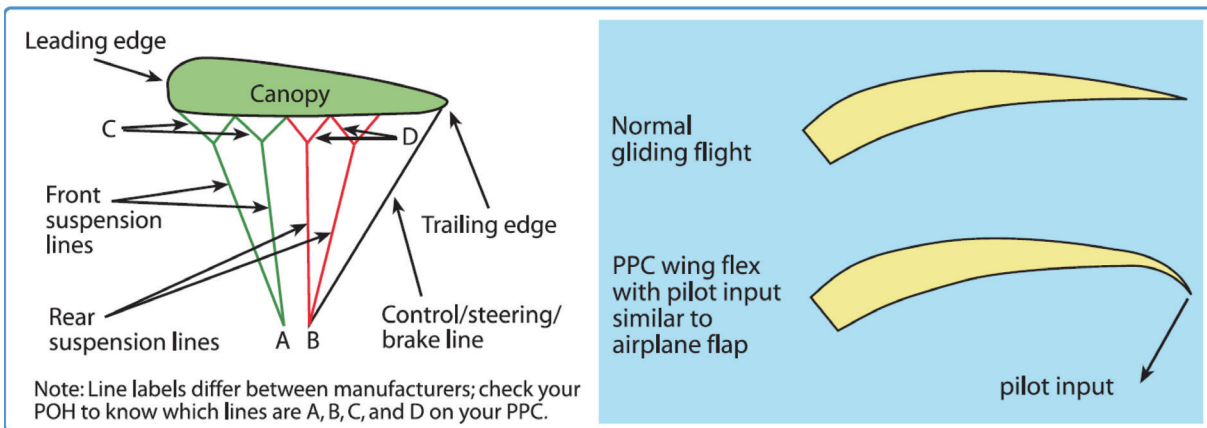 Leading edge
Canopy
C
D
Front
suspension
lines
Trailing edge
Rear
suspension lines
A B
Control/steering/
brake line
Note: Line labels differ between manufacturers; check your
POH to know which lines are A, B, C, and D on your PPC.
Normal
gliding flight
PPC wing flex
with pilot input
similar to
airplane flap
pilot input